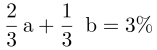 2/3 a + 1/3 b = 3%